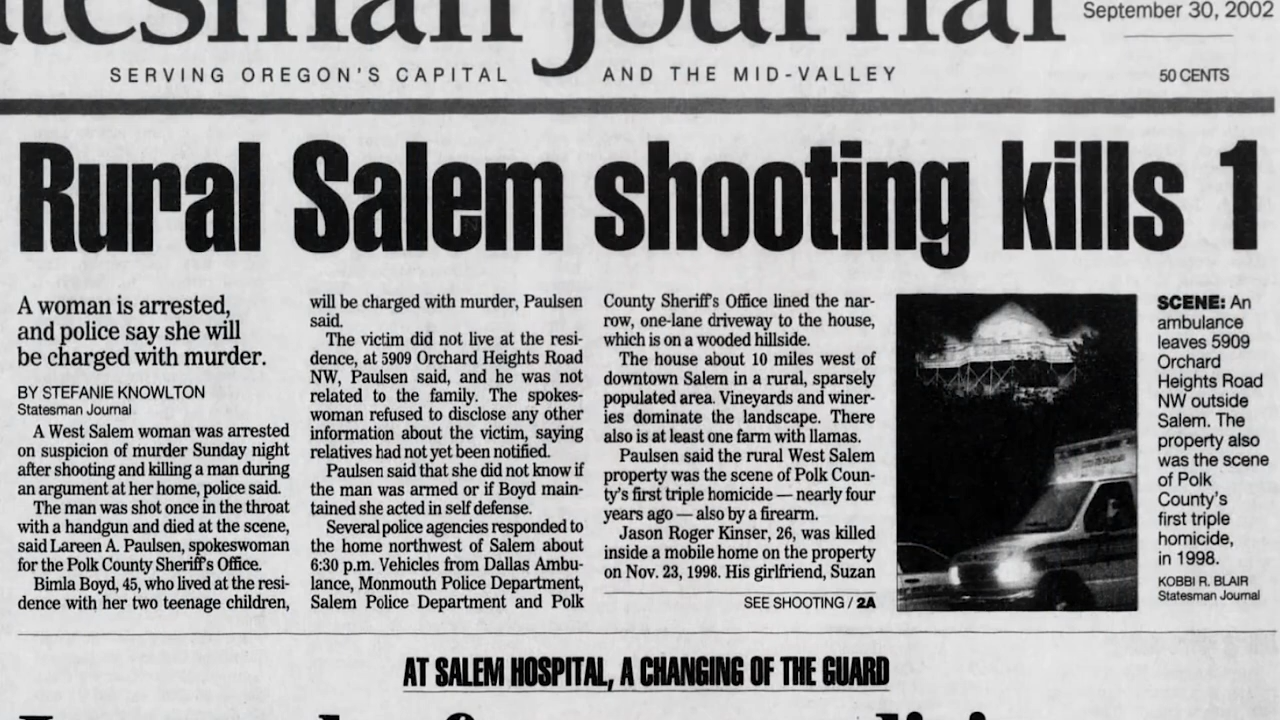 September 30, 2002
SERVING OREGON'S CAPITAL AND THE MID-VALLEY
50 CENTS
Rural Salem shooting kills 1
A woman is arrested,
and police say she will
be charged with murder.
BY STEFANIE KNOWLTON
Statesman Journal
A West Salem woman was arrested
on suspicion of murder Sunday night
after shooting and killing a man during
an argument at her home, police said.
The man was shot once in the throat
with a handgun and died at the scene,
said Lareen A. Paulsen, spokeswoman
for the Polk County Sheriff's Office.
Bimla Boyd, 45, who lived at the resi-
dence with her two teenage children,
will be charged with murder, Paulsen
said.
The victim did not live at the resi-
dence, at 5909 Orchard Heights Road
NW, Paulsen said, and he was not
related to the family. The spokes-
woman refused to disclose any other
information about the victim, saying
relatives had not yet been notified.
Paulsen said that she did not know if
the man was armed or if Boyd main-
tained she acted in self defense.
Several police agencies responded to
the home northwest of Salem about
6:30 p.m. Vehicles from Dallas Ambu-
lance, Monmouth Police Department,
Salem Police Department and Polk
County Sheriff's Office lined the nar-
row, one-lane driveway to the house,
which is on a wooded hillside.
The house about 10 miles west of
downtown Salem in a rural, sparsely
populated area. Vineyards and winer-
ies dominate the landscape. There
also is at least one farm with llamas.
Paulsen said the rural West Salem
property was the scene of Polk Coun-
ty's first triple homicide — nearly four
years ago — also by a firearm.
Jason Roger Kinser, 26, was killed
inside a mobile home on the property
on Nov. 23, 1998. His girlfriend, Suzan
SEE SHOOTING / 2A
SCENE: An
ambulance
leaves 5909
Orchard
Heights Road
NW outside
Salem. The
property also
was the scene
of Polk
County's
first triple
homicide,
in 1998.
KOBBI R. BLAIR
Statesman Journal
AT SALEM HOSPITAL, A CHANGING OF THE GUARD